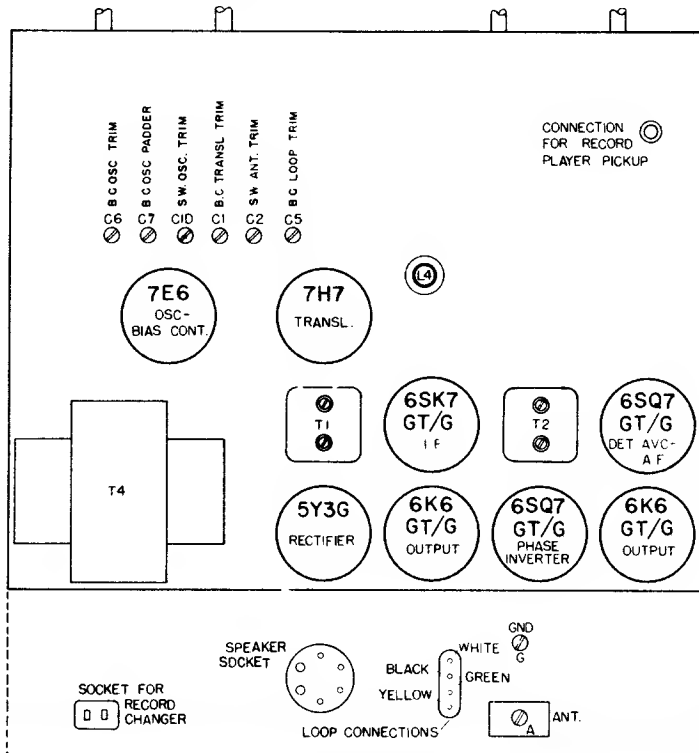 B C OSC TRIM
B C OSC PADDER
S.W. OSC. TRIM
B.C TRANSL TRIM
S W ANT. TRIM
B C LOOP TRIM
C6 C7 C1D C1 C2 C5
CONNECTION
FOR RECORD
PLAYER PICKUP
L4
7E6
OSC-
BIAS CONT.
7H7
TRANSL.
T1
6SK7
GT/G
I F
T2
6SQ7
GT/G
DET AVC-
A F
T4
5Y3G
RECTIFIER
6K6
GT/G
OUTPUT
6SQ7
GT/G
PHASE
INVERTER
6K6
GT/G
OUTPUT
SPEAKER
SOCKET
WHITE
BLACK
GREEN
YELLOW
LOOP CONNECTIONS
GND
G
A
ANT.
SOCKET FOR
RECORD
CHANGER